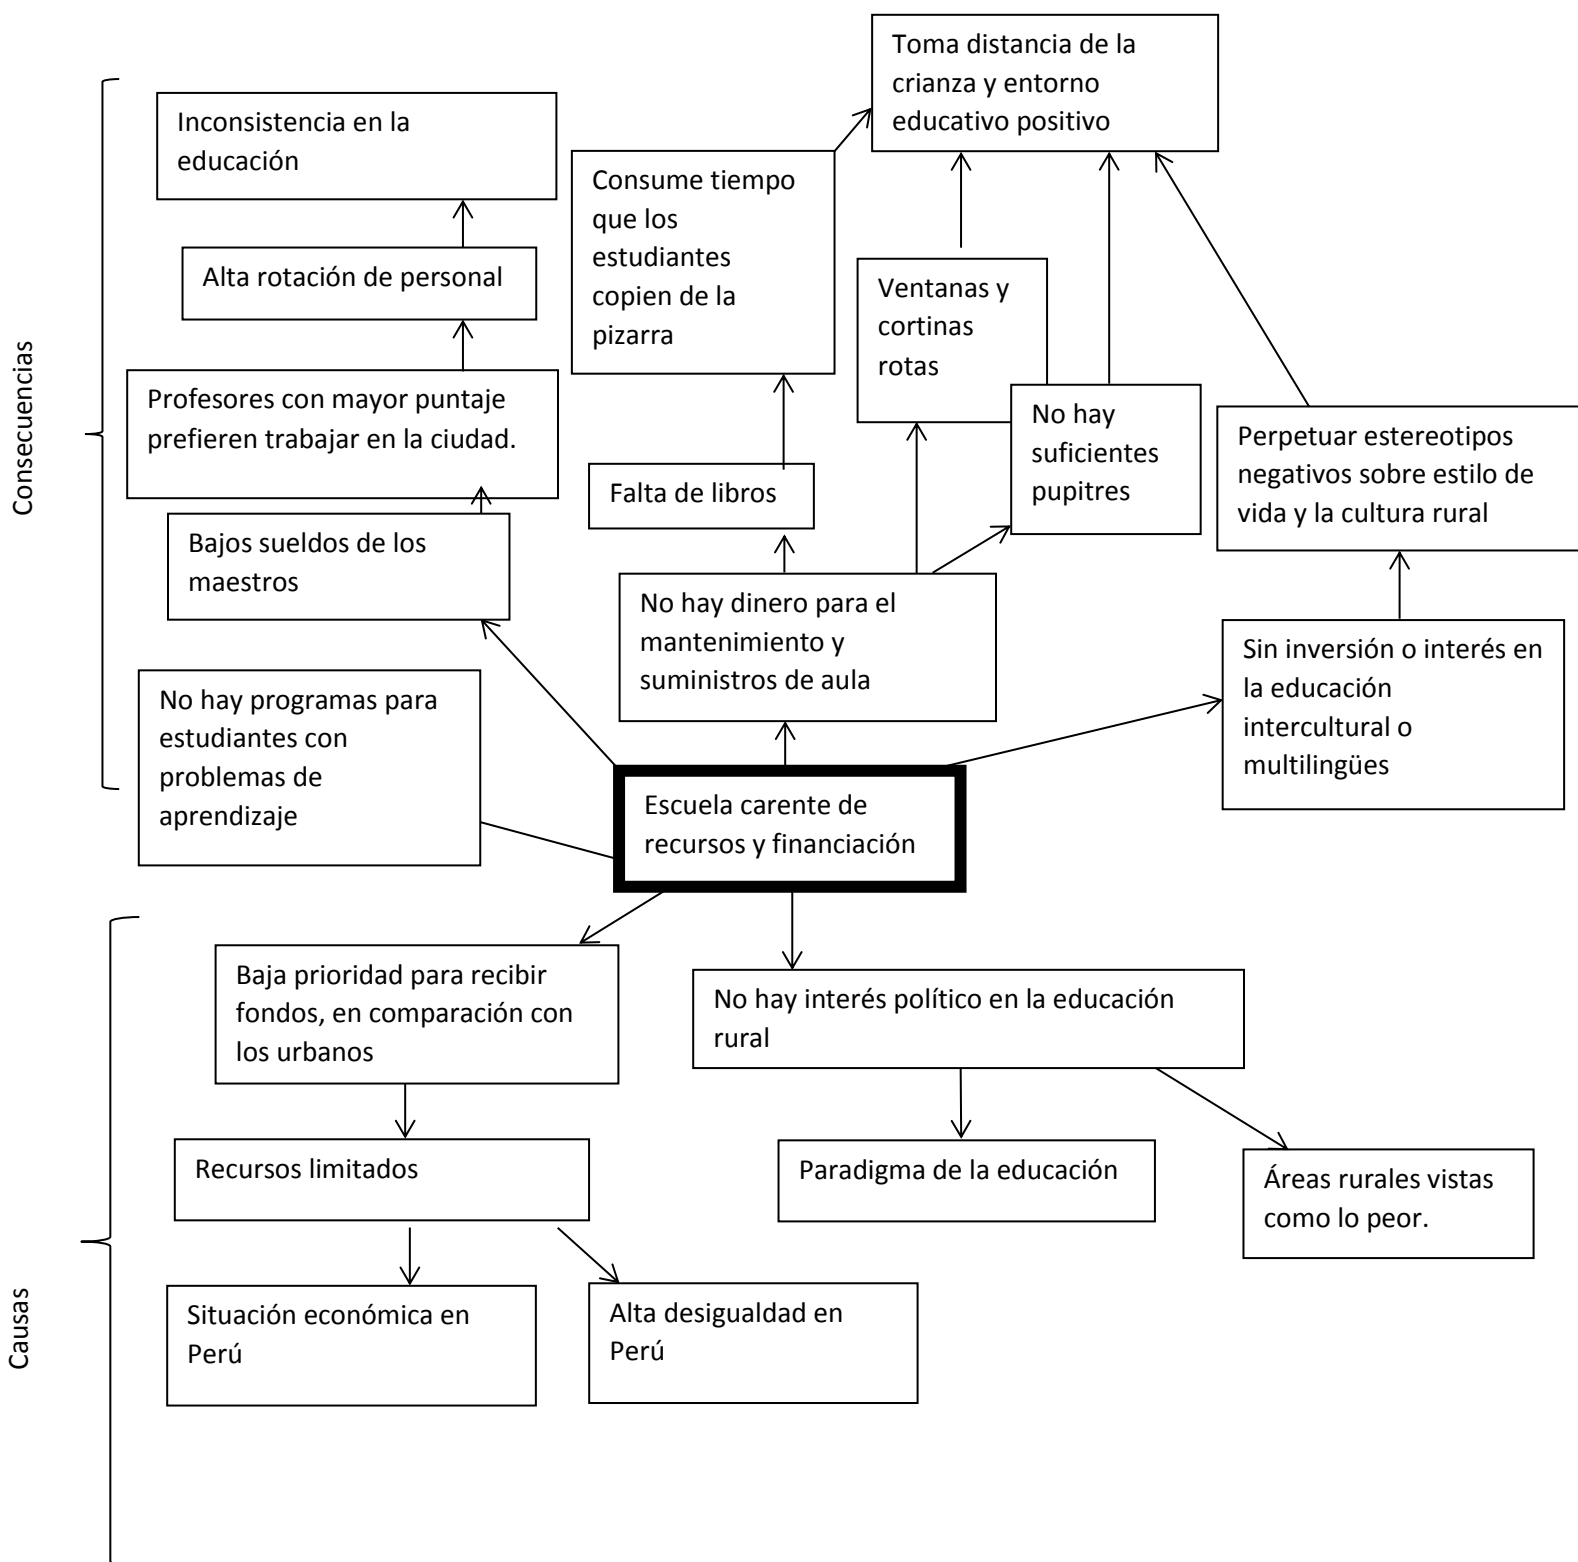 Toma distancia de la
crianza y entorno
educativo positivo
Inconsistencia en la
educación
Consume tiempo
que los
estudiantes
copien de la
pizarra
Alta rotación de personal
Ventanas y
cortinas
rotas
Consecuencias
Profesores con mayor puntaje
prefieren trabajar en la ciudad.
No hay
suficientes
pupitres
Perpetuar estereotipos
negativos sobre estilo de
vida y la cultura rural
Falta de libros
Bajos sueldos de los
maestros
No hay dinero para el
mantenimiento y
suministros de aula
Sin inversión o interés en
la educación
intercultural o
multilingües
No hay programas para
estudiantes con
problemas de
aprendizaje
Escuela carente de
recursos y financiación
Baja prioridad para recibir
fondos, en comparación con
los urbanos
No hay interés político en la educación
rural
Recursos limitados
Paradigma de la educación
Áreas rurales vistas
como lo peor.
Causas
Situación económica en
Perú
Alta desigualdad en
Perú